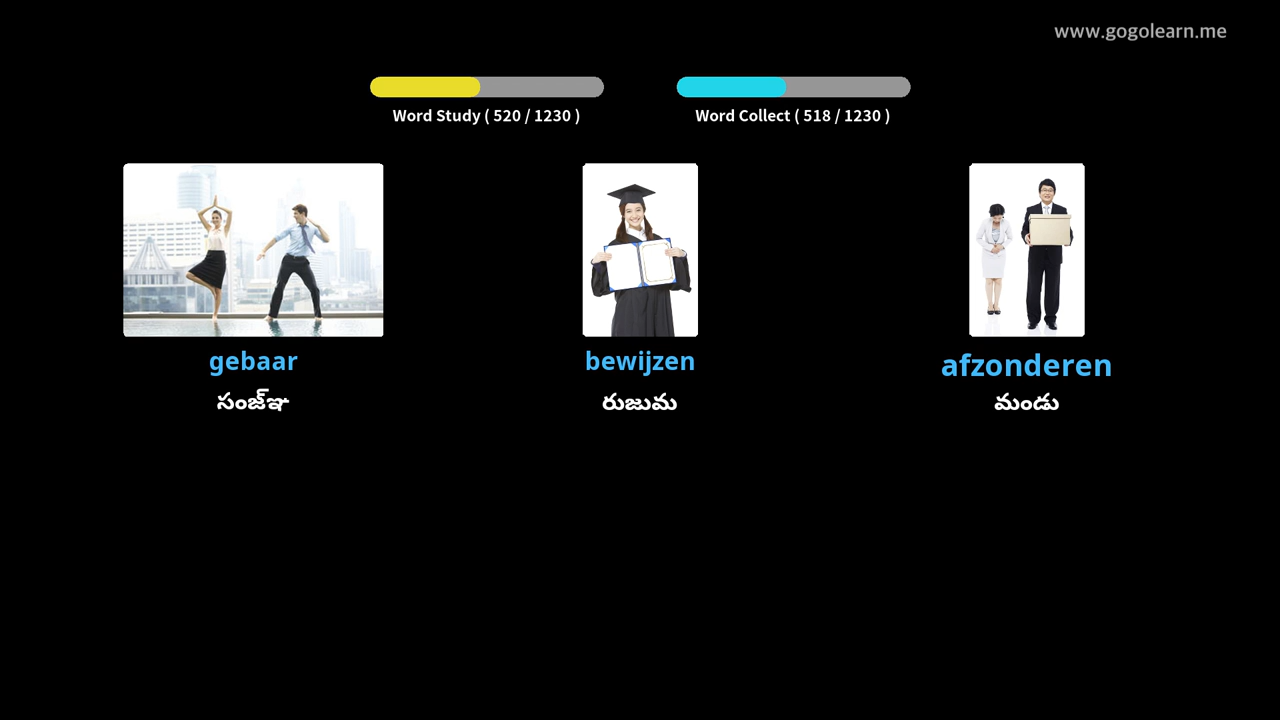 www.gogolearn.me
Word Study ( 520 / 1230 )
Word Collect ( 518 / 1230 )
gebaar
bewijzen
afzonderen
సంజ్ఞ
రుజుమ
మండు